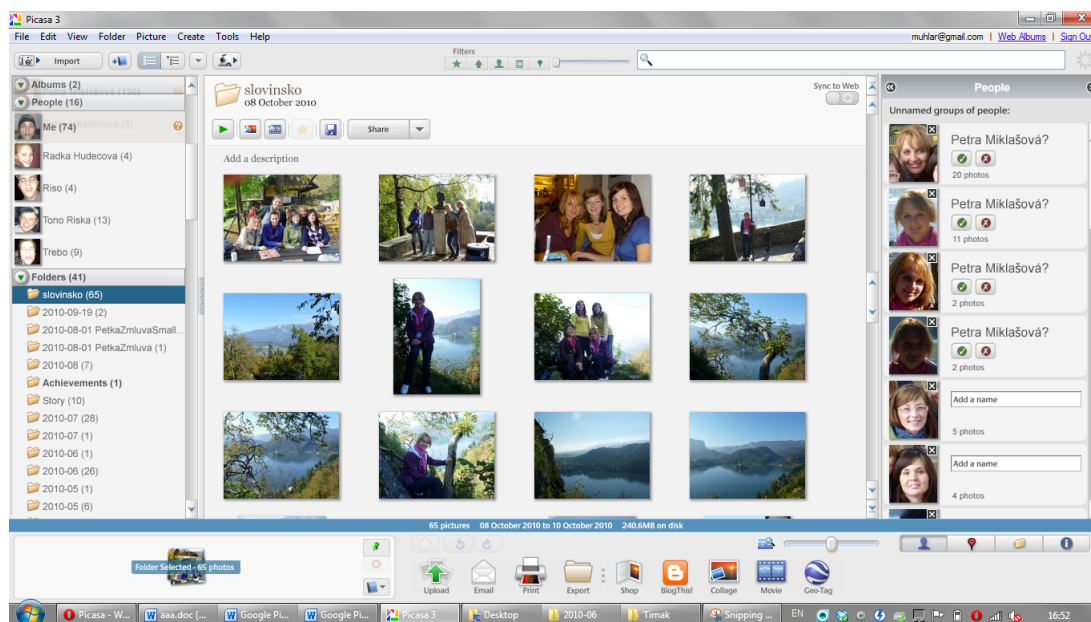 Picasa 3
File Edit View Folder Picture Create Tools Help
muhlar@gmail.com | Web Albums | Sign Ou
Import
Filters
Albums (2)
People (16)
Me (74)
Radka Hudecova (4)
Riso (4)
Tono Riska (13)
Trebo (9)
Folders (41)
slovinsko (65)
2010-09-19 (2)
2010-08-01 PetkaZmluvaSmall...
2010-08-01 PetkaZmluva (1)
2010-08 (7)
Achievements (1)
Story (10)
2010-07 (28)
2010-07 (1)
2010-06 (1)
2010-06 (26)
2010-05 (1)
2010-05 (6)
slovinsko
08 October 2010
Sync to Web
Share
Add a description
People
Unnamed groups of people:
Petra Miklašová?
20 photos
Petra Miklašová?
11 photos
Petra Miklašová?
2 photos
Petra Miklašová?
2 photos
Add a name
5 photos
Add a name
4 photos
65 pictures 08 October 2010 to 10 October 2010 240.6MB on disk
Folder Selected - 65 photos
Upload Email Print Export Shop BlogThis! Collage Movie Geo-Tag
Picasa - W... aaa.doc [... Google Pi... Google Pi... Picasa 3 Desktop 2010-06 Timak Snipping ... EN 16:52